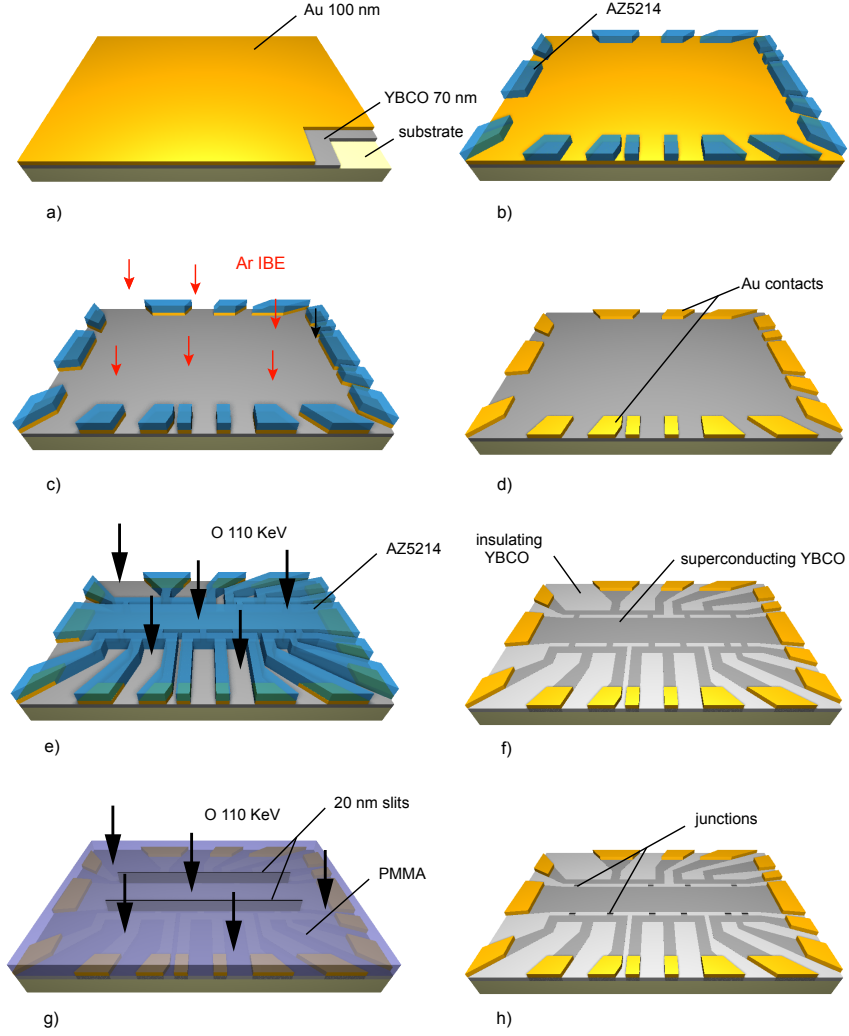 Au 100 nm
YBCO 70 nm
substrate
a)
AZ5214
b)
Ar IBE
c)
Au contacts
d)
O 110 KeV
AZ5214
e)
insulating
YBCO
superconducting YBCO
f)
O 110 KeV
20 nm slits
PMMA
g)
junctions
h)